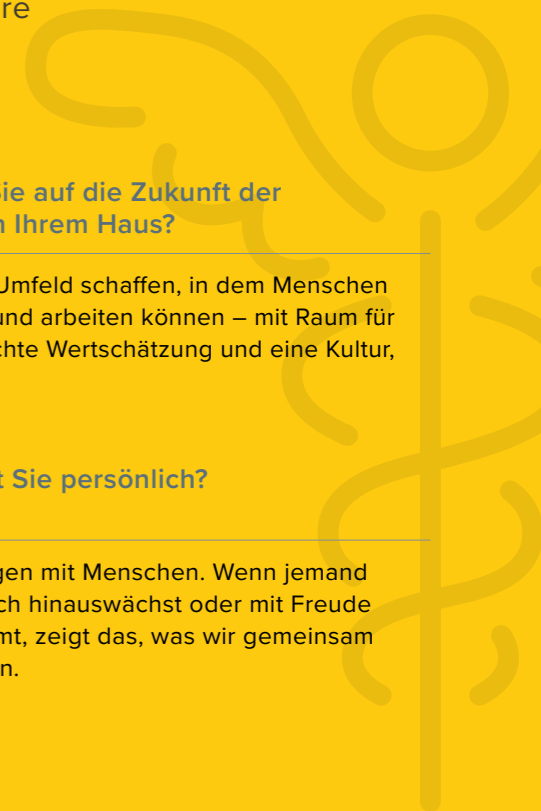 re
Sie auf die Zukunft der
n Ihrem Haus?
Umfeld schaffen, in dem Menschen
und arbeiten können – mit Raum für
chte Wertschätzung und eine Kultur,
t Sie persönlich?
gen mit Menschen. Wenn jemand
ch hinauswächst oder mit Freude
mt, zeigt das, was wir gemeinsam
n.